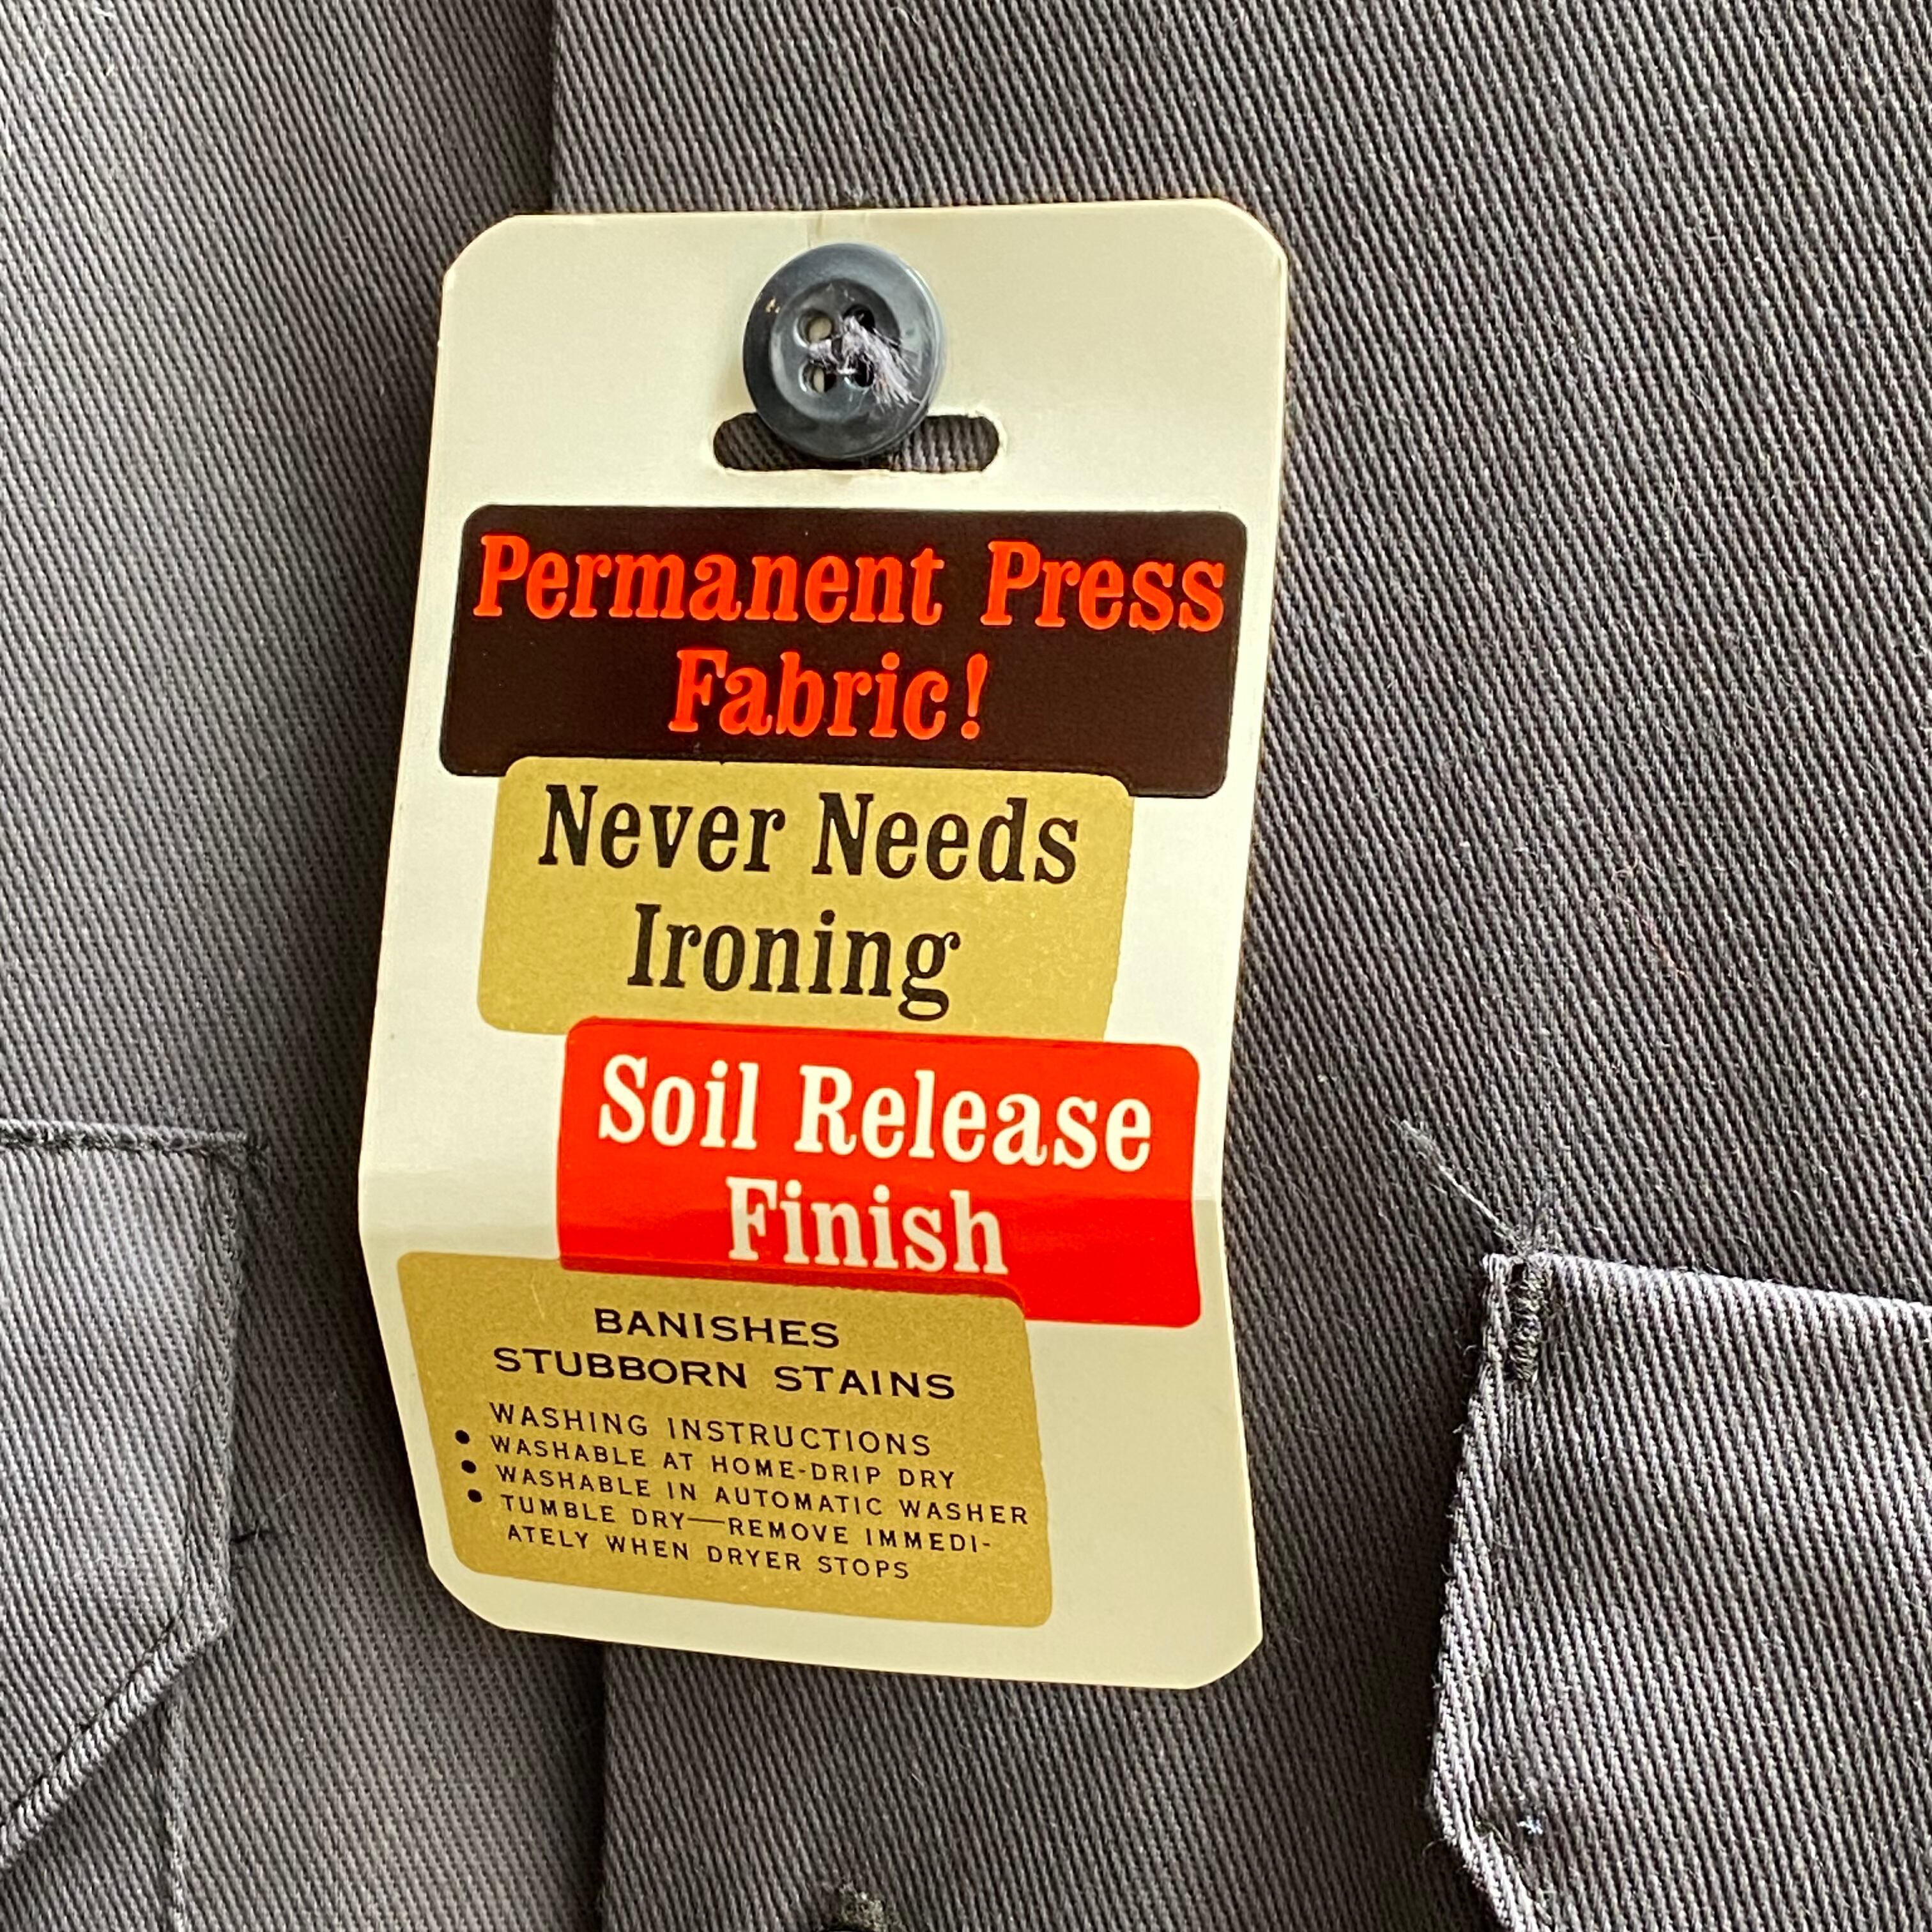 Permanent Press
Fabric!
Never Needs
Ironing
Soil Release
Finish
BANISHES
STUBBORN STAINS
WASHING INSTRUCTIONS
• WASHABLE AT HOME-DRIP DRY
• WASHABLE IN AUTOMATIC WASHER
• TUMBLE DRY—REMOVE IMMEDI-
ATELY WHEN DRYER STOPS